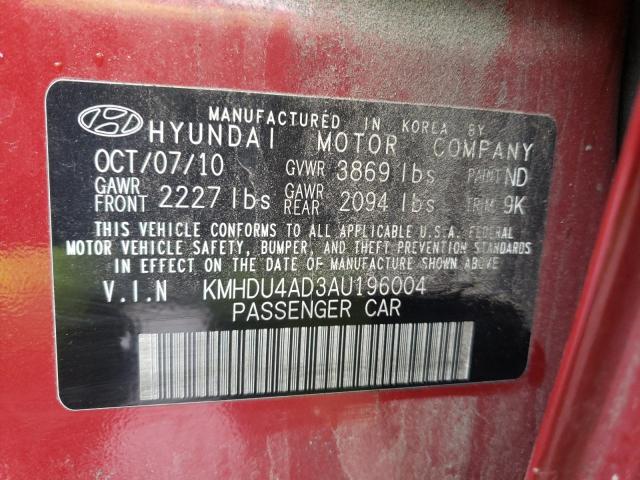 MANUFACTURED IN KOREA BY
HYUNDAI MOTOR COMPANY
OCT/07/10 GVWR 3869 lbs PAINT ND
GAWR FRONT 2227 lbs GAWR REAR 2094 lbs TRIM 9K
THIS VEHICLE CONFORMS TO ALL APPLICABLE U.S.A. FEDERAL
MOTOR VEHICLE SAFETY, BUMPER, AND THEFT PREVENTION STANDARDS
IN EFFECT ON THE DATE OF MANUFACTURE SHOWN ABOVE.
V.I.N KMHDU4AD3AU196004
PASSENGER CAR